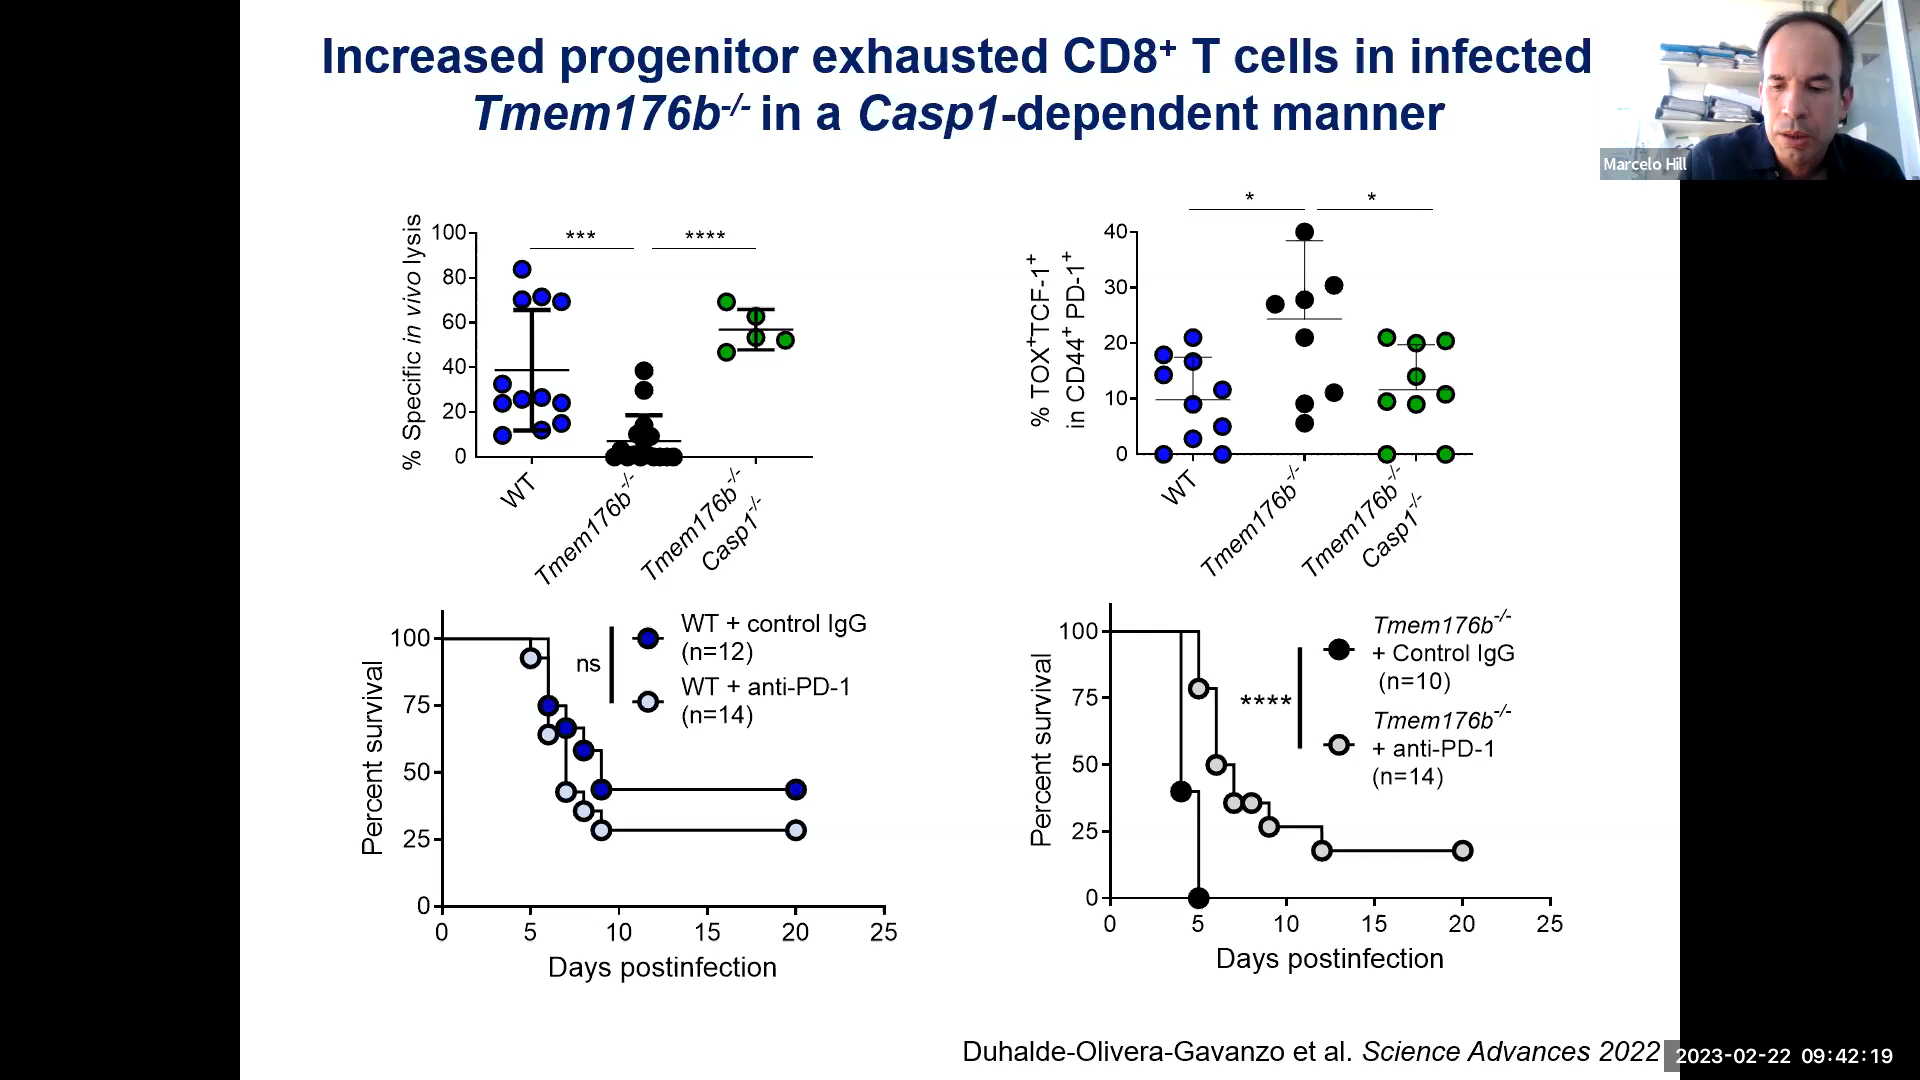 Increased progenitor exhausted CD8⁺ T cells in infected
Tmem176b-/- in a Casp1-dependent manner
Marcelo Hill
% Specific in vivo lysis
100
80
60
40
20
0
***
****
WT
Tmem176b-/-
Tmem176b-/-
Casp1-/-
% TOX+TCF-1+
in CD44+ PD-1+
40
30
20
10
0
*
*
WT
Tmem176b-/-
Tmem176b-/-
Casp1-/-
Percent survival
100
75
50
25
0
0 5 10 15 20 25
Days postinfection
ns
WT + control IgG
(n=12)
WT + anti-PD-1
(n=14)
Percent survival
100
75
50
25
0
0 5 10 15 20 25
Days postinfection
****
Tmem176b-/-
+ Control IgG
(n=10)
Tmem176b-/-
+ anti-PD-1
(n=14)
Duhalde-Olivera-Gavanzo et al. Science Advances 2022
2023-02-22 09:42:19